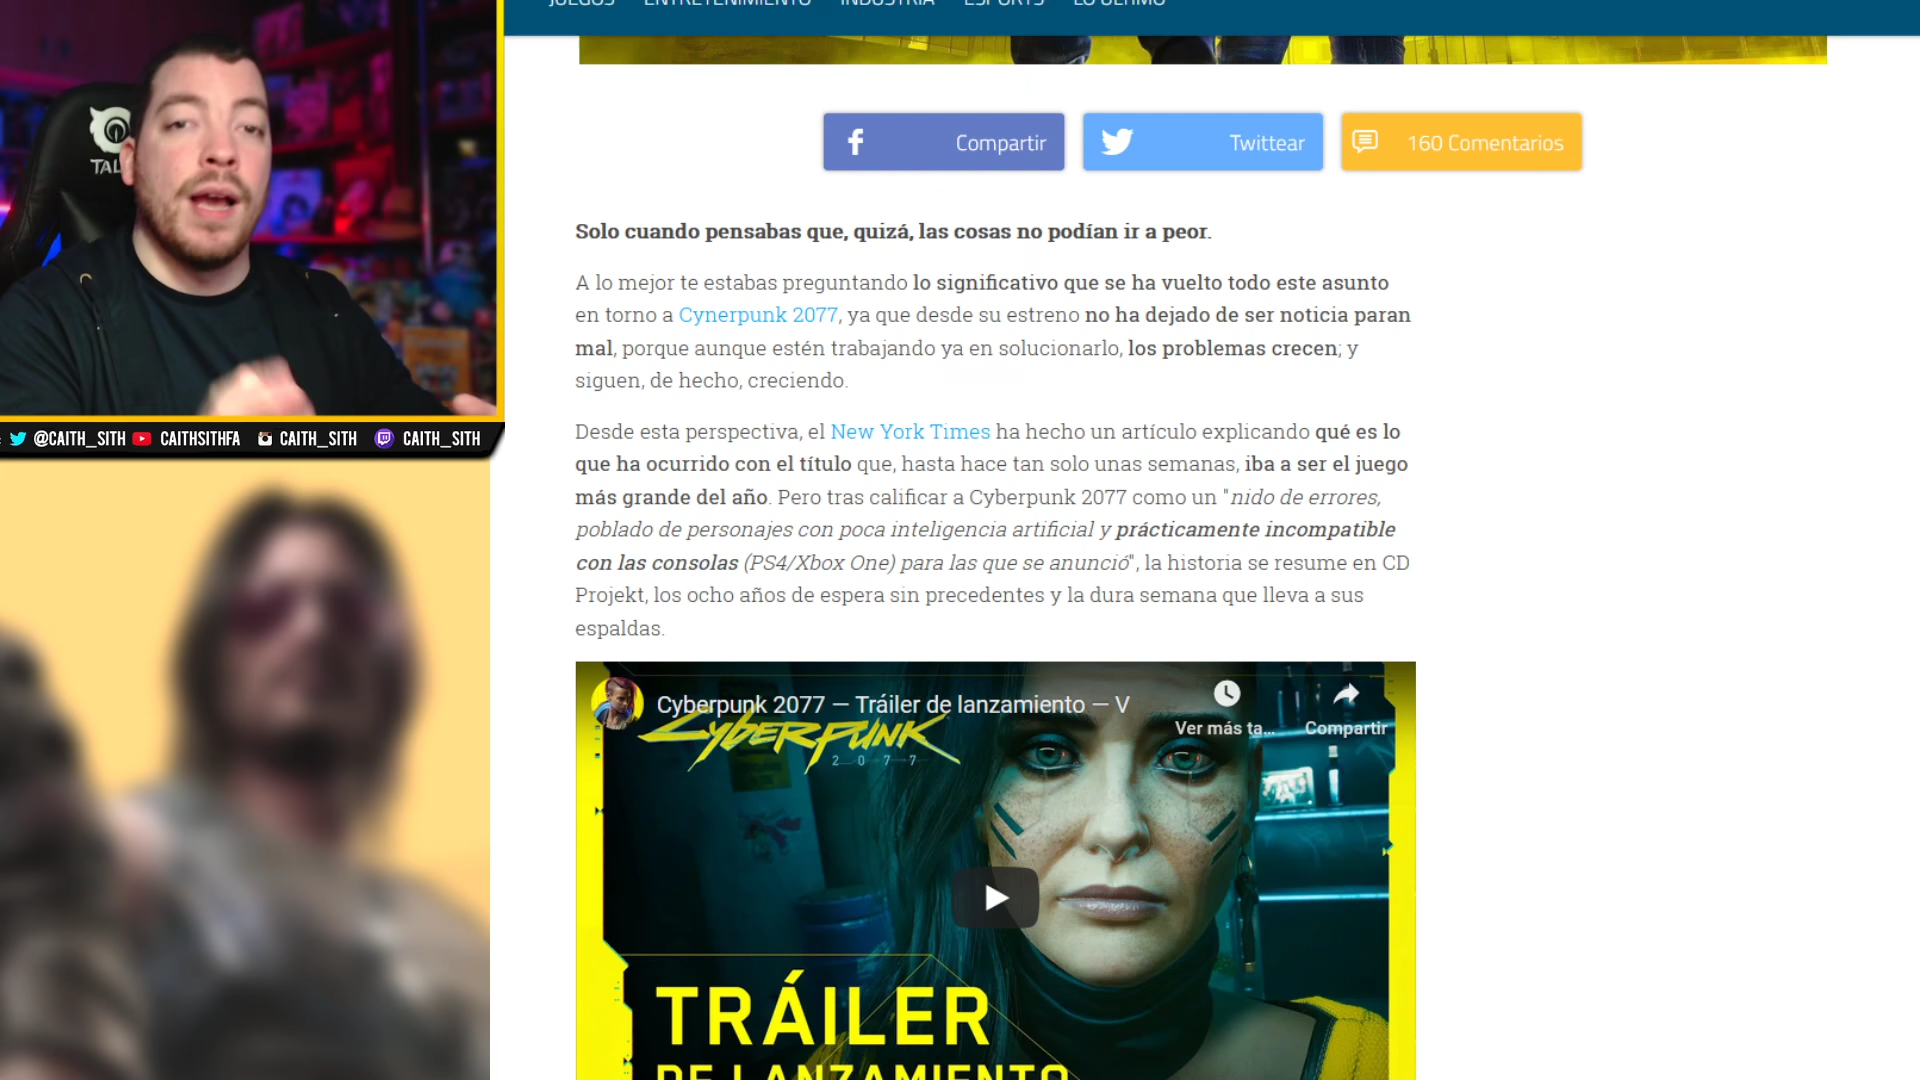 JUEGOS ENTRETENIMIENTO INDUSTRIA ESPORTS LO ÚLTIMO
TAL
Compartir
Twittear
160 Comentarios
Solo cuando pensabas que, quizá, las cosas no podían ir a peor.
A lo mejor te estabas preguntando lo significativo que se ha vuelto todo este asunto
en torno a Cynerpunk 2077, ya que desde su estreno no ha dejado de ser noticia paran
mal, porque aunque estén trabajando ya en solucionarlo, los problemas crecen; y
siguen, de hecho, creciendo.
@CAITH_SITH CAITHSITHFA CAITH_SITH CAITH_SITH
Desde esta perspectiva, el New York Times ha hecho un artículo explicando qué es lo
que ha ocurrido con el título que, hasta hace tan solo unas semanas, iba a ser el juego
más grande del año. Pero tras calificar a Cyberpunk 2077 como un "nido de errores,
poblado de personajes con poca inteligencia artificial y prácticamente incompatible
con las consolas (PS4/Xbox One) para las que se anunció", la historia se resume en CD
Projekt, los ocho años de espera sin precedentes y la dura semana que lleva a sus
espaldas.
Cyberpunk 2077 — Tráiler de lanzamiento — V
Ver más ta...
Compartir
CYBERPUNK
2077
TRÁILER
DE LANZAMIENTO